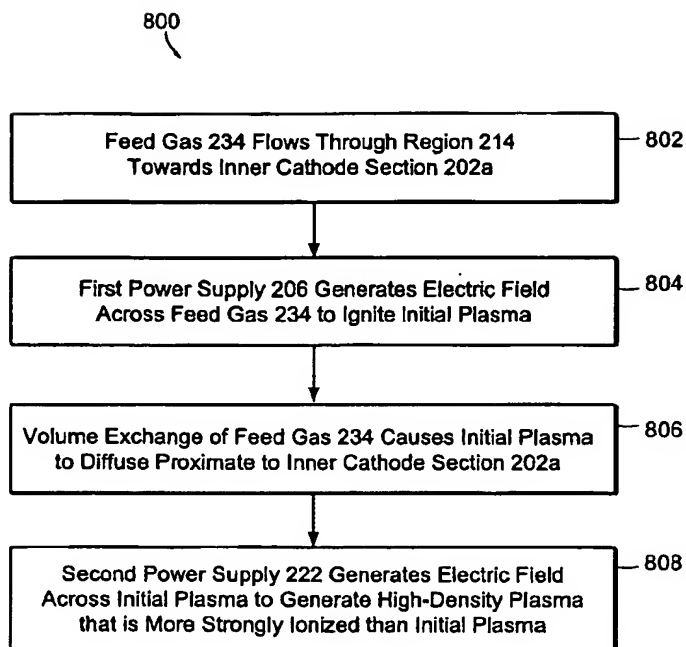 800
Feed Gas 234 Flows Through Region 214
Towards Inner Cathode Section 202a
802
First Power Supply 206 Generates Electric Field
Across Feed Gas 234 to Ignite Initial Plasma
804
Volume Exchange of Feed Gas 234 Causes Initial Plasma
to Diffuse Proximate to Inner Cathode Section 202a
806
Second Power Supply 222 Generates Electric Field
Across Initial Plasma to Generate High-Density Plasma
that is More Strongly Ionized than Initial Plasma
808